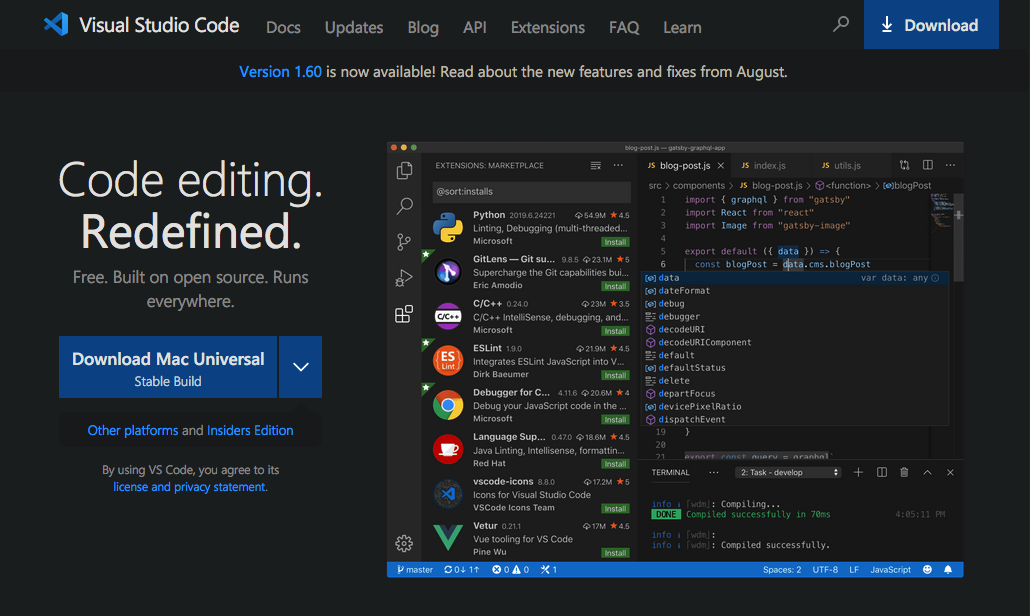 Visual Studio Code
Docs Updates Blog API Extensions FAQ Learn
Download
Version 1.60 is now available! Read about the new features and fixes from August.
Code editing.
Redefined.
Free. Built on open source. Runs
everywhere.
Download Mac Universal
Stable Build
Other platforms and Insiders Edition
By using VS Code, you agree to its
license and privacy statement.
blog-post.js — gatsby-graphql-app
EXTENSIONS: MARKETPLACE ···
@sort:installs
Python 2019.6.24221 54.9M ★ 4.5
Linting, Debugging (multi-threaded...
Microsoft Install
GitLens — Git su... 9.8.5 23.1M ★ 5
Supercharge the Git capabilities bui...
Eric Amodio Install
C/C++
C/C++ 0.24.0 23M ★ 3.5
C/C++ IntelliSense, debugging, and...
Microsoft Install
ES
Lint
ESLint 1.9.0 21.9M ★ 4.5
Integrates ESLint JavaScript into V...
Dirk Baeumer Install
Debugger for C... 4.11.6 20.6M ★ 4
Debug your JavaScript code in the ...
Microsoft Install
Language Sup... 0.47.0 18.6M ★ 4.5
Java Linting, Intellisense, formattin...
Red Hat Install
vscode-icons 8.8.0 17.2M ★ 5
Icons for Visual Studio Code
VSCode Icons Team Install
Vetur 0.21.1 17M ★ 4.5
Vue tooling for VS Code
Pine Wu Install
JS blog-post.js × JS index.js JS utils.js ···
src > components > JS blog-post.js > <function> > blogPost
1 import { graphql } from "gatsby"
2 import React from "react"
3 import Image from "gatsby-image"
4
5 export default ({ data }) => {
6 const blogPost = data.cms.blogPost
data var data: any
dateFormat
debug
debugger
decodeURI
decodeURIComponent
default
defaultStatus
delete
departFocus
devicePixelRatio
dispatchEvent
19 }
20
21 export const query = graphql`
TERMINAL ··· 2: Task - develop
info : [wdm]: Compiling...
DONE Compiled successfully in 70ms 4:05:11 PM
info : [wdm]:
info : [wdm]: Compiled successfully.
master 0↓ 1↑ 0 0 1 Spaces: 2 UTF-8 LF JavaScript